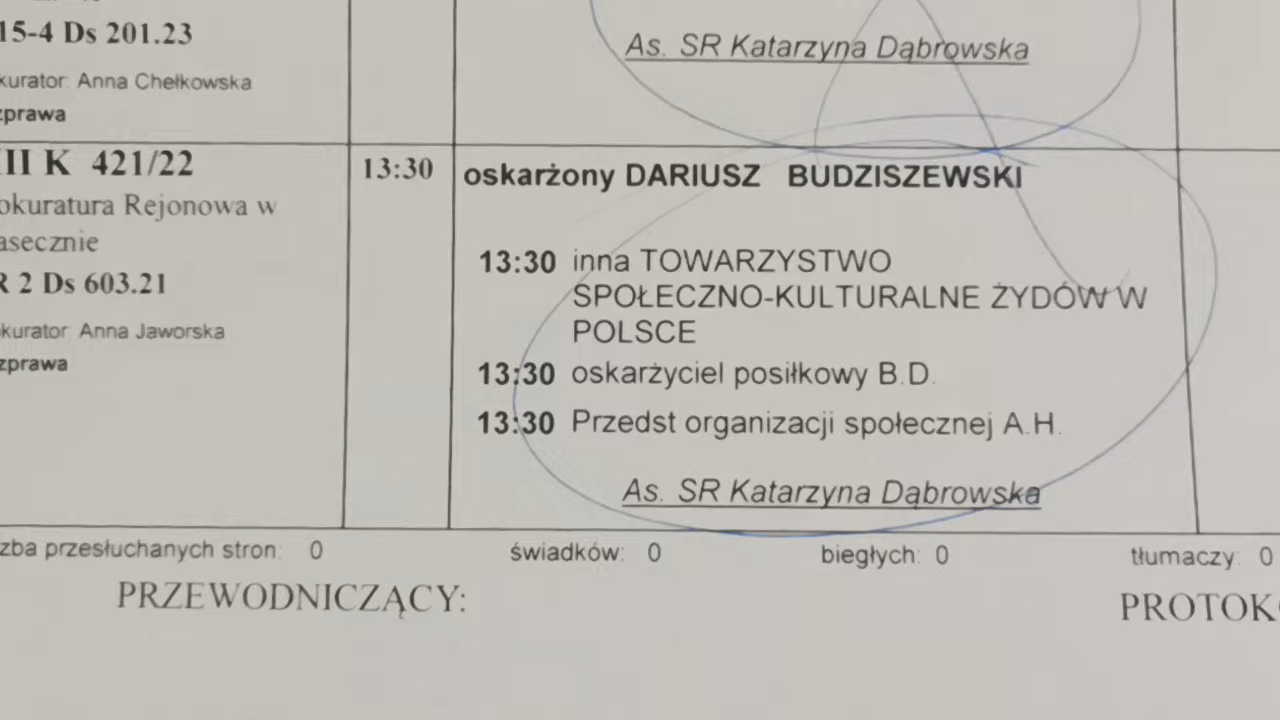 15-4 Ds 201.23
As. SR Katarzyna Dąbrowska
kurator: Anna Chełkowska
zprawa
III K 421/22
13:30
oskarżony DARIUSZ BUDZISZEWSKI
okuratura Rejonowa w
asecznie
R 2 Ds 603.21
kurator: Anna Jaworska
zprawa
13:30 inna TOWARZYSTWO
SPOŁECZNO-KULTURALNE ŻYDÓW W
POLSCE
13:30 oskarżyciel posiłkowy B.D.
13:30 Przedst organizacji społecznej A.H.
As. SR Katarzyna Dąbrowska
zba przesłuchanych stron: 0 świadków: 0 biegłych: 0 tłumaczy: 0
PRZEWODNICZĄCY: PROTOK